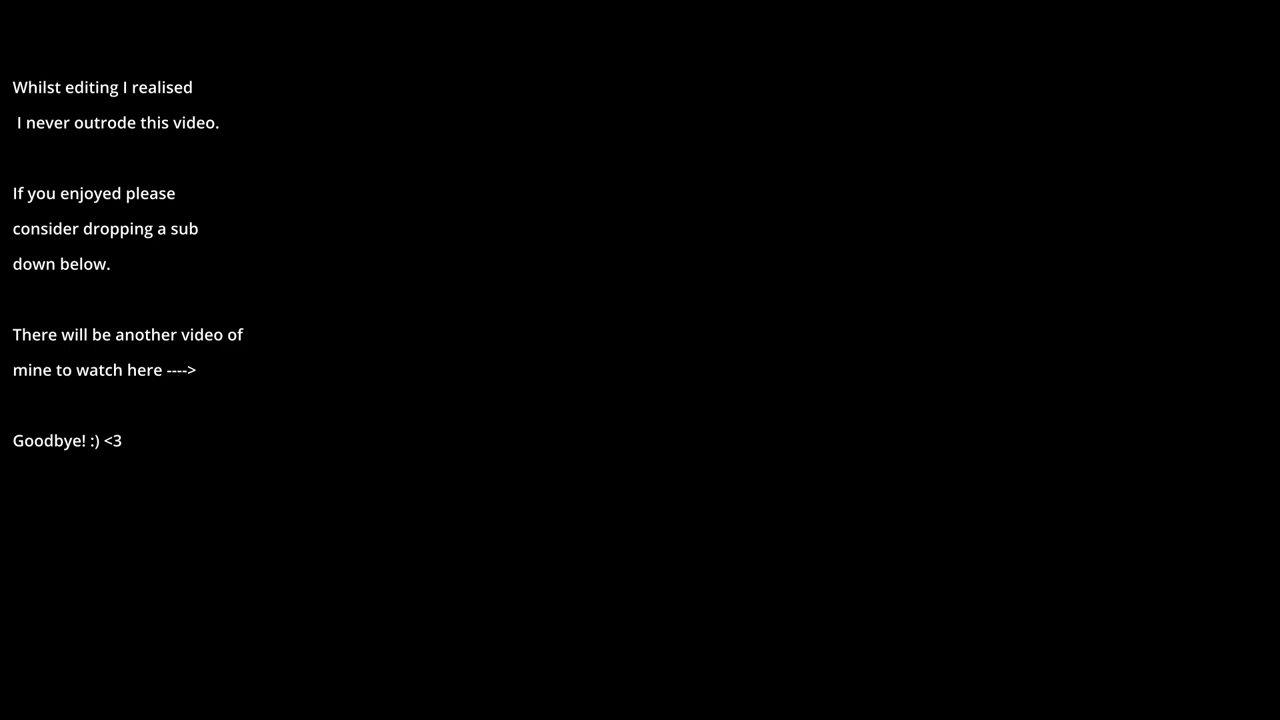 Whilst editing I realised
I never outrode this video.
If you enjoyed please
consider dropping a sub
down below.
There will be another video of
mine to watch here ---->
Goodbye! :) <3